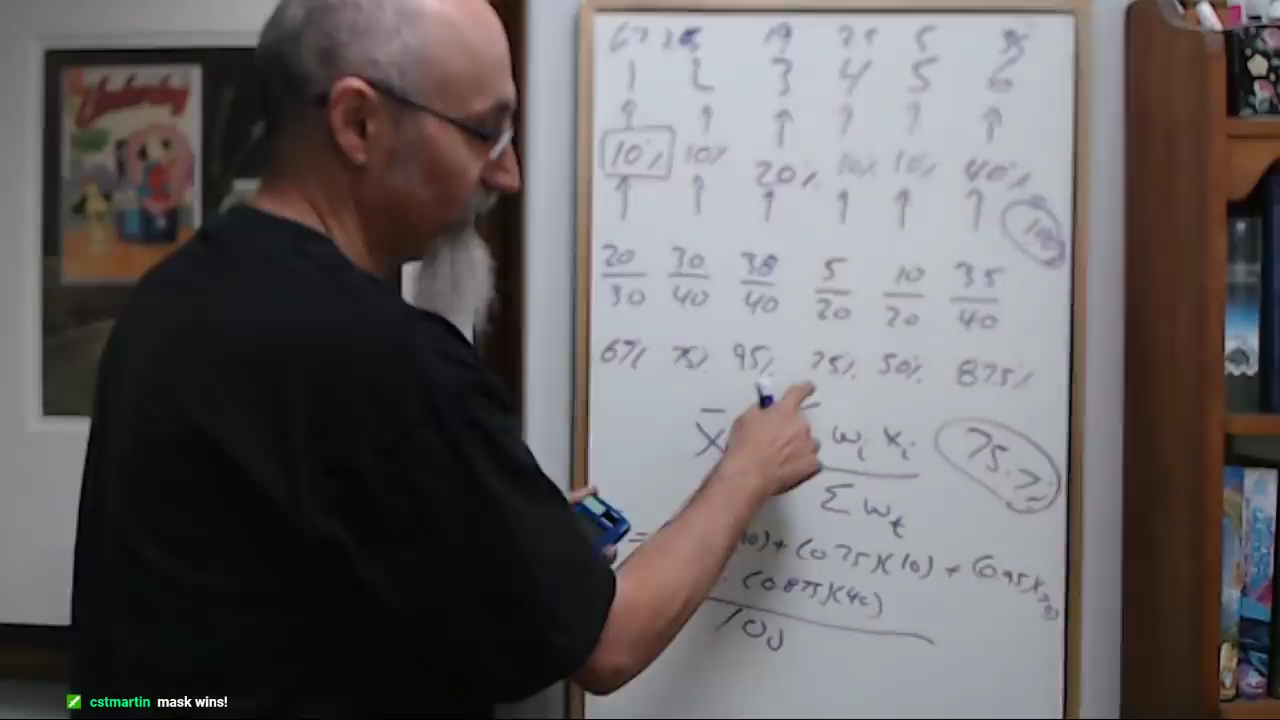 1 2 3 4 5 6
10% 10% 20% 10% 10% 40%
20/30 30/40 38/40 5/20 10/20 35/40
67% 75% 95% 25% 50% 87.5%
X̄ wᵢ xᵢ
Σ wₜ
75.7%
= 10) + (0.75)(10) + (0.95)(20)
(0.875)(40)
100
cstmartin mask wins!